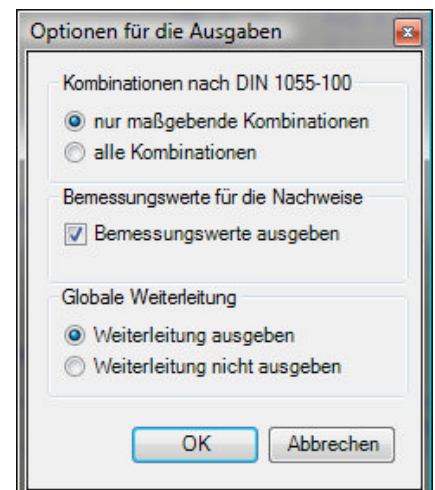 Optionen für die Ausgaben
Kombinationen nach DIN 1055-100
nur maßgebende Kombinationen
alle Kombinationen
Bemessungswerte für die Nachweise
Bemessungswerte ausgeben
Globale Weiterleitung
Weiterleitung ausgeben
Weiterleitung nicht ausgeben
OK Abbrechen